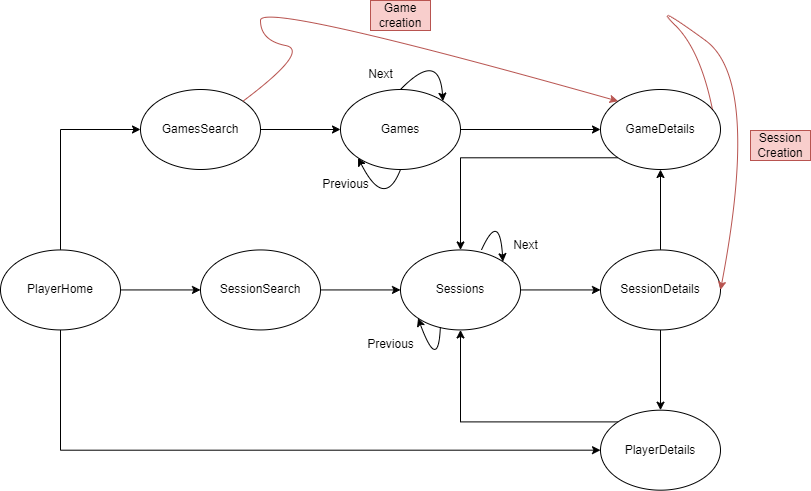 Game
creation
Next
GamesSearch
Games
GameDetails
Session
Creation
Previous
Next
PlayerHome
SessionSearch
Sessions
SessionDetails
Previous
PlayerDetails